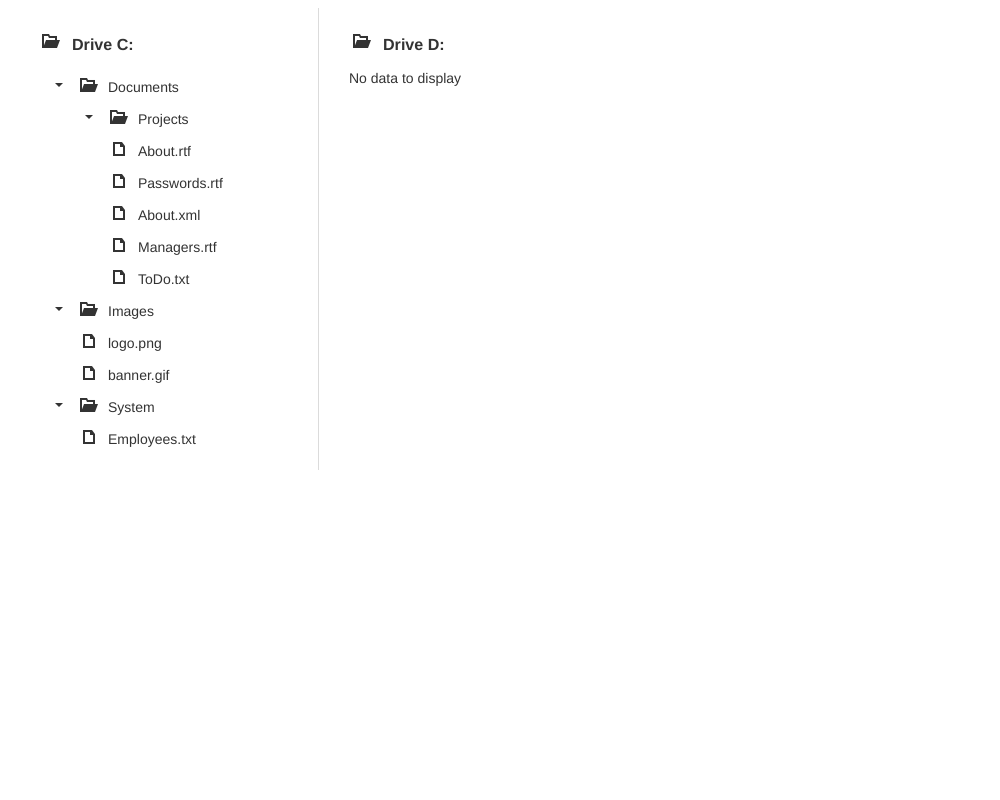 Drive C:
Documents
Projects
About.rtf
Passwords.rtf
About.xml
Managers.rtf
ToDo.txt
Images
logo.png
banner.gif
System
Employees.txt
Drive D:
No data to display